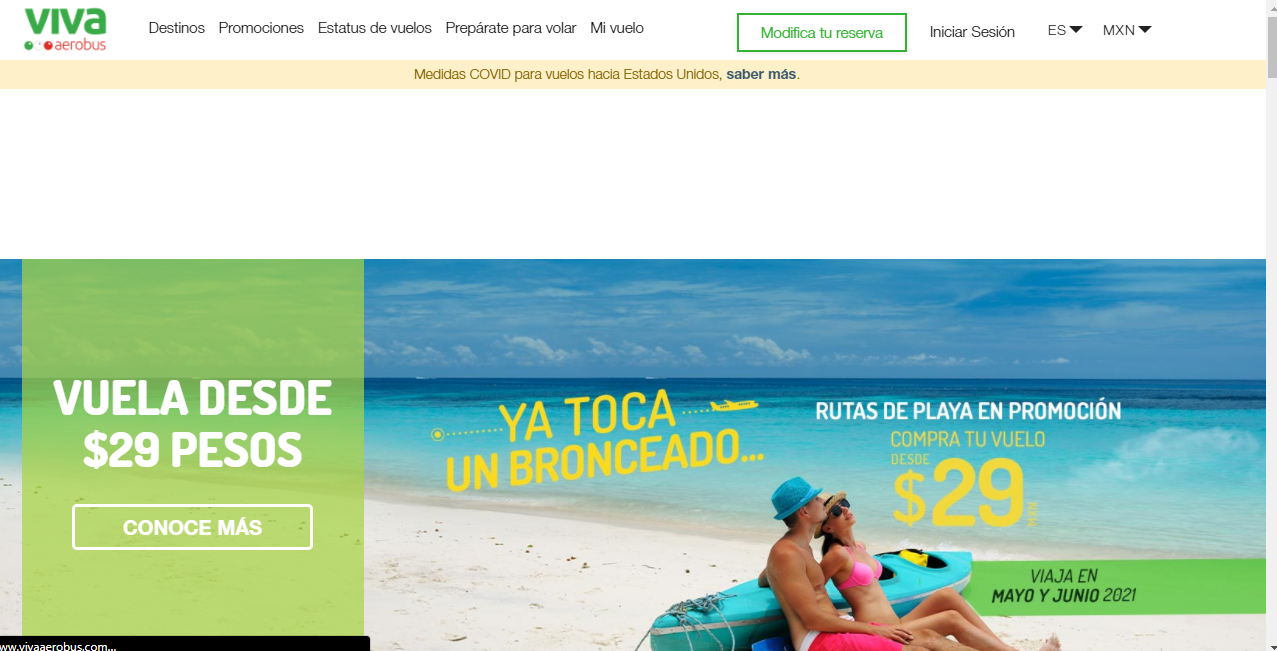 viva
aerobus
Destinos Promociones Estatus de vuelos Prepárate para volar Mi vuelo Modifica tu reserva Iniciar Sesión ES MXN
Medidas COVID para vuelos hacia Estados Unidos, saber más.
VUELA DESDE
$29 PESOS
CONOCE MÁS
YA TOCA
UN BRONCEADO...
RUTAS DE PLAYA EN PROMOCIÓN
COMPRA TU VUELO
DESDE
$29 MXN
VIAJA EN
MAYO Y JUNIO 2021
ww.vivaaerobus.com...